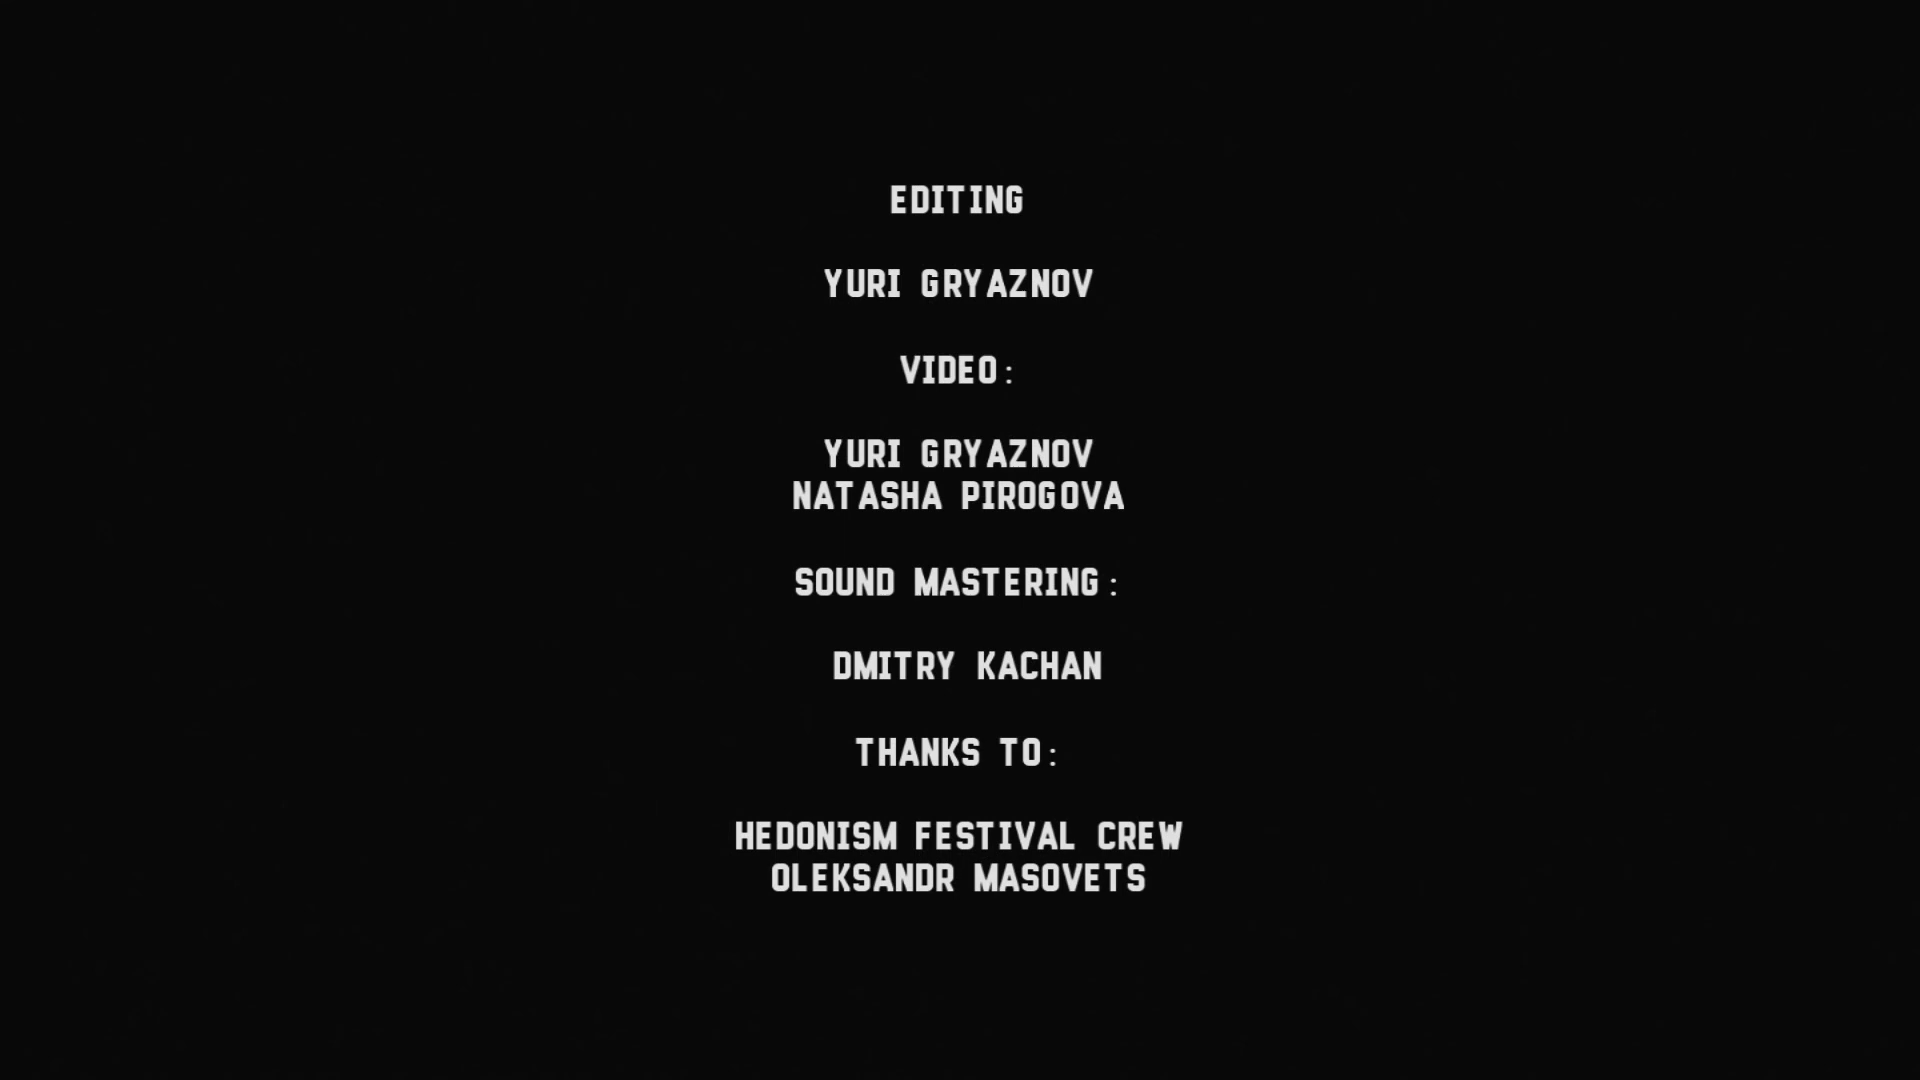 EDITING
YURI GRYAZNOV
VIDEO:
YURI GRYAZNOV
NATASHA PIROGOVA
SOUND MASTERING:
DMITRY KACHAN
THANKS TO:
HEDONISM FESTIVAL CREW
OLEKSANDR MASOVETS